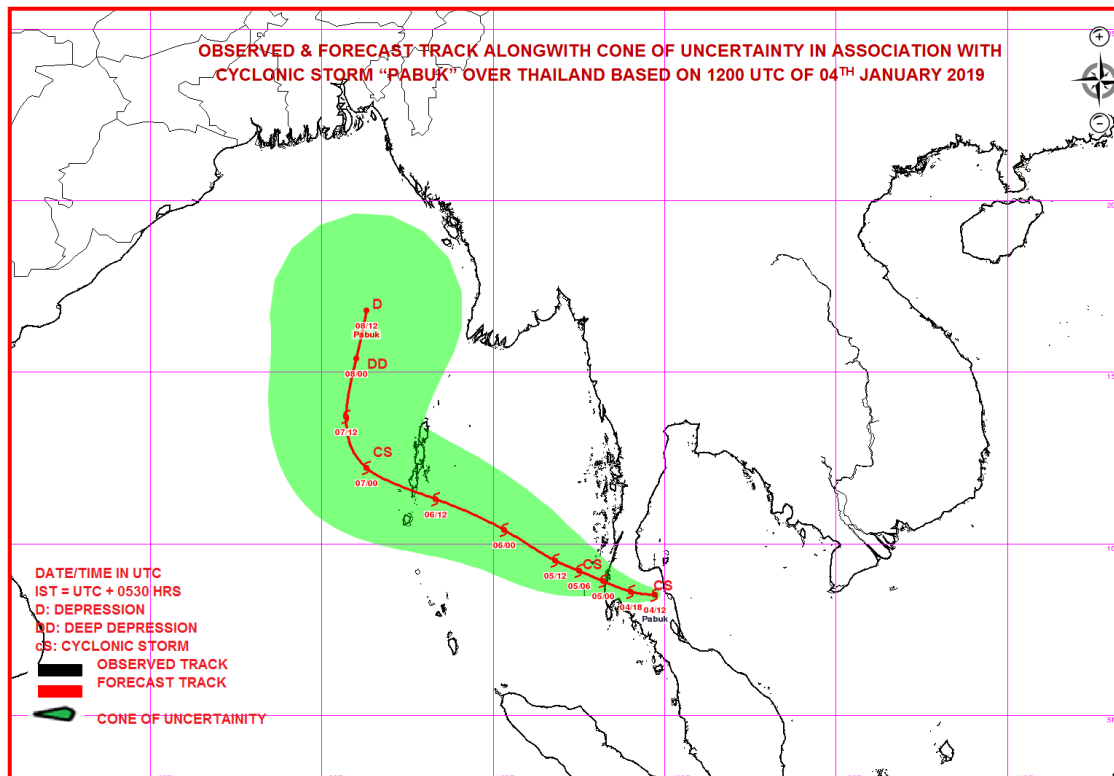 OBSERVED & FORECAST TRACK ALONGWITH CONE OF UNCERTAINTY IN ASSOCIATION WITH
CYCLONIC STORM “PABUK” OVER THAILAND BASED ON 1200 UTC OF 04TH JANUARY 2019
+
-
D
08/12
Pabuk
DD
08/00
07/12
CS
07/00
06/12
06/00
05/12
CS
05/06
05/00
04/18
CS
04/12
Pabuk
DATE/TIME IN UTC
IST = UTC + 0530 HRS
D: DEPRESSION
DD: DEEP DEPRESSION
cS: CYCLONIC STORM
OBSERVED TRACK
FORECAST TRACK
CONE OF UNCERTAINITY